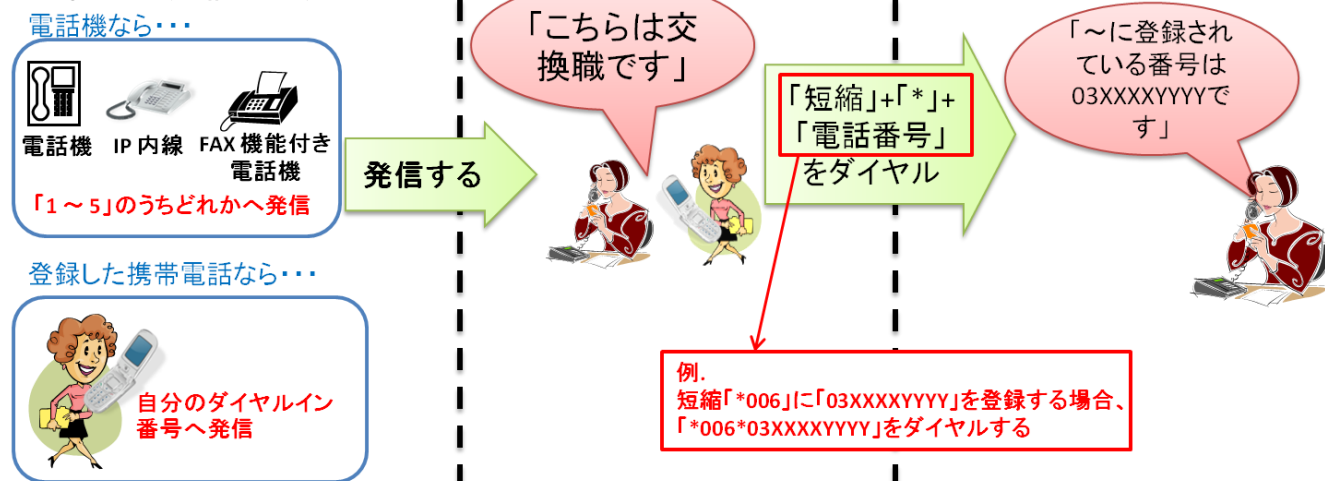 電話機なら・・・
電話機
IP 内線
FAX 機能付き
電話機
「1 ～ 5」のうちどれかへ発信
登録した携帯電話なら・・・
自分のダイヤルイン
番号へ発信
発信する
「こちらは交
換職です」
「短縮」+「*」+
「電話番号」
をダイヤル
例.
短縮「*006」に「03XXXXYYYY」を登録する場合、
「*006*03XXXXYYYY」をダイヤルする
「～に登録され
ている番号は
03XXXXYYYYで
す」